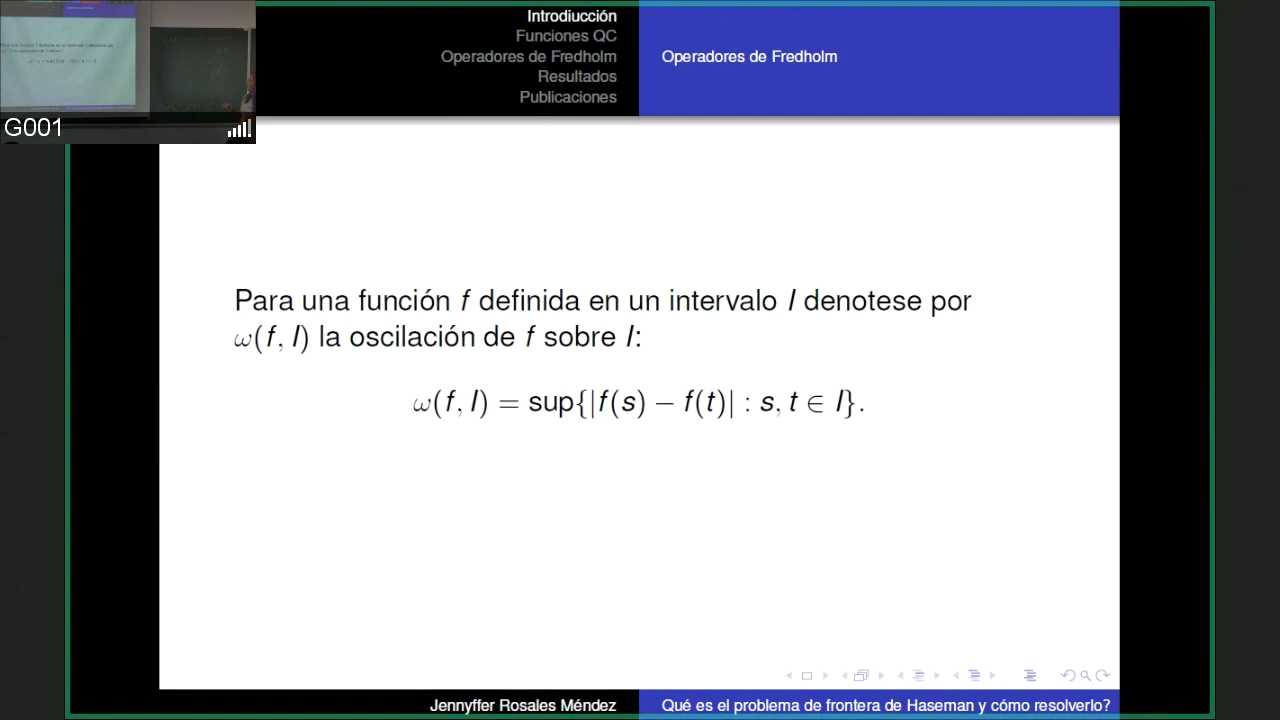 Introdiucción
Funciones QC
Operadores de Fredholm
Resultados
Publicaciones
Operadores de Fredholm
G001
Para una función f definida en un intervalo I denotese por
ω(f, I) la oscilación de f sobre I:
ω(f, I) = sup{|f(s) − f(t)| : s, t ∈ I}.
Jennyffer Rosales Méndez
Qué es el problema de frontera de Haseman y cómo resolverlo?